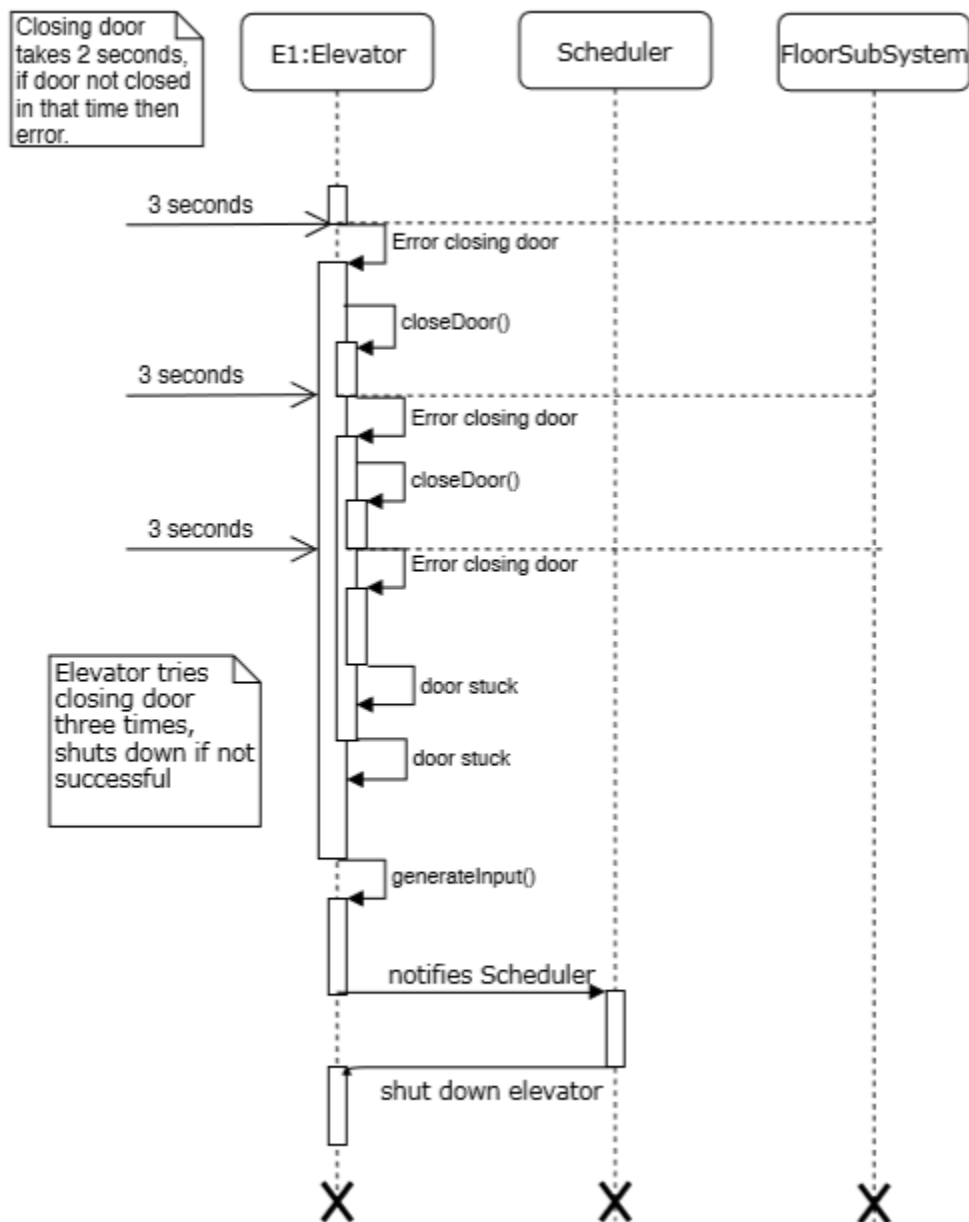 Closing door
takes 2 seconds,
if door not closed
in that time then
error.
E1:Elevator
Scheduler
FloorSubSystem
3 seconds
Error closing door
closeDoor()
3 seconds
Error closing door
closeDoor()
3 seconds
Error closing door
Elevator tries
closing door
three times,
shuts down if not
successful
door stuck
door stuck
generateInput()
notifies Scheduler
shut down elevator